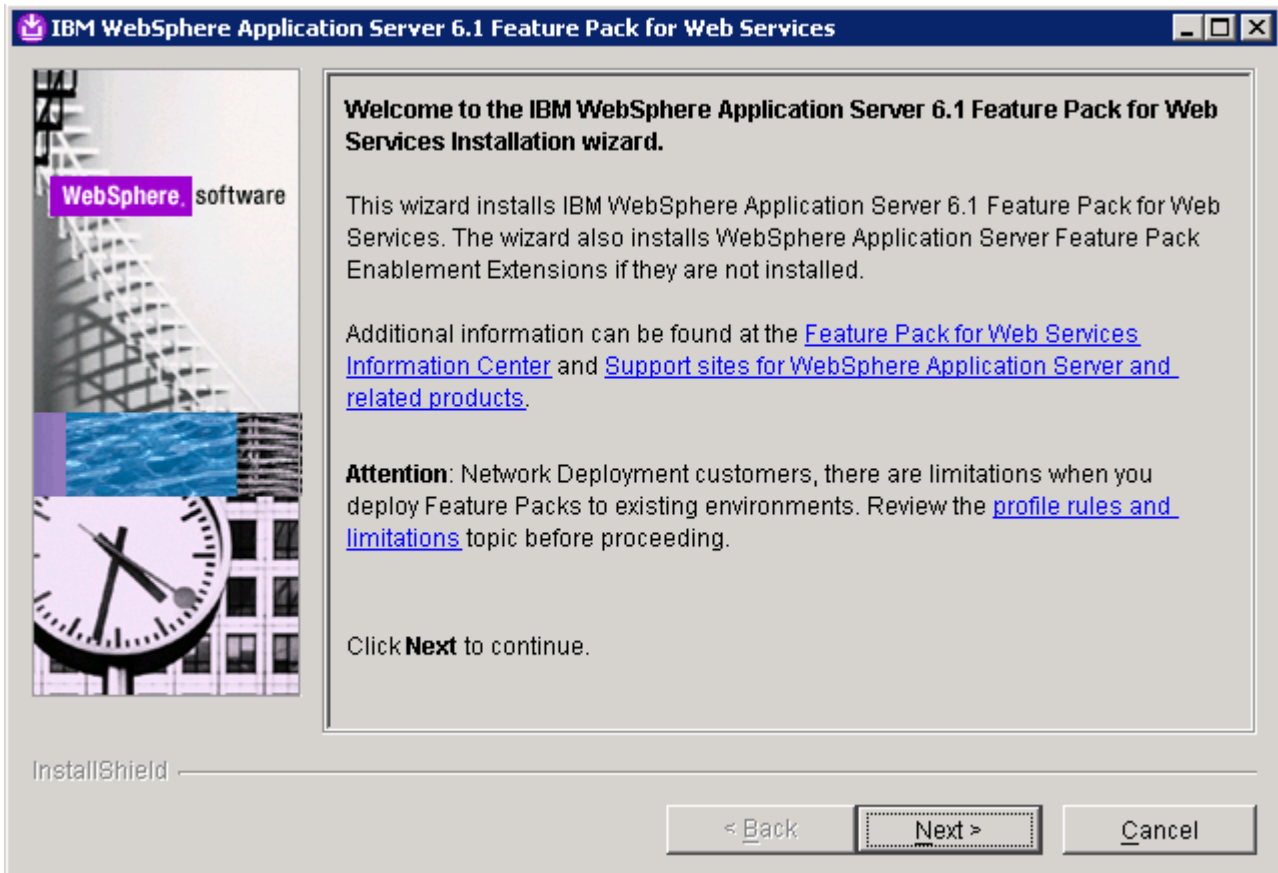 IBM WebSphere Application Server 6.1 Feature Pack for Web Services
WebSphere. software
Welcome to the IBM WebSphere Application Server 6.1 Feature Pack for Web
Services Installation wizard.
This wizard installs IBM WebSphere Application Server 6.1 Feature Pack for Web
Services. The wizard also installs WebSphere Application Server Feature Pack
Enablement Extensions if they are not installed.
Additional information can be found at the Feature Pack for Web Services
Information Center and Support sites for WebSphere Application Server and
related products.
Attention: Network Deployment customers, there are limitations when you
deploy Feature Packs to existing environments. Review the profile rules and
limitations topic before proceeding.
Click Next to continue.
InstallShield
< Back Next > Cancel